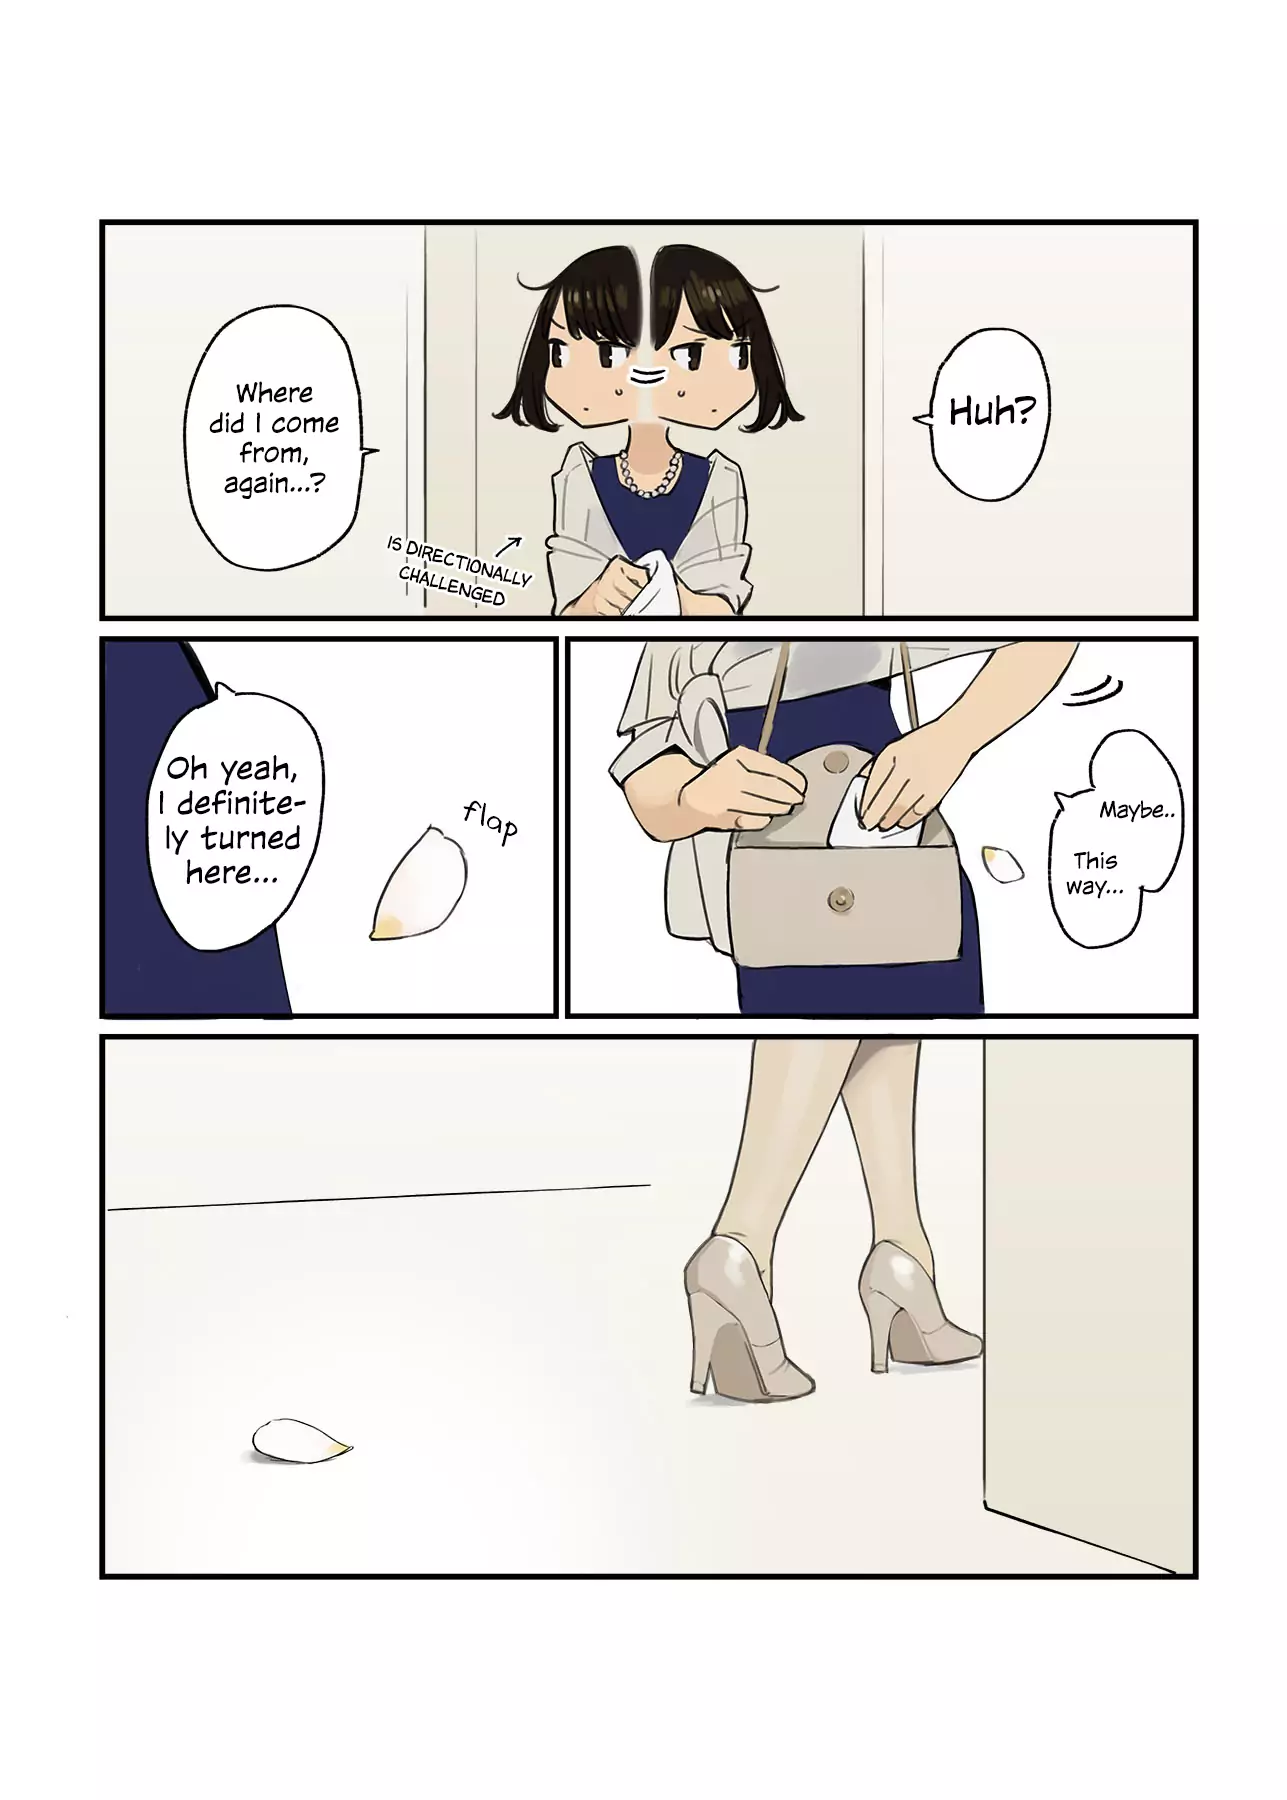 Huh?
Where
did I come
from,
again...?
IS DIRECTIONALLY
CHALLENGED
Maybe..
This
way...
Oh yeah,
I definite-
ly turned
here...
flap